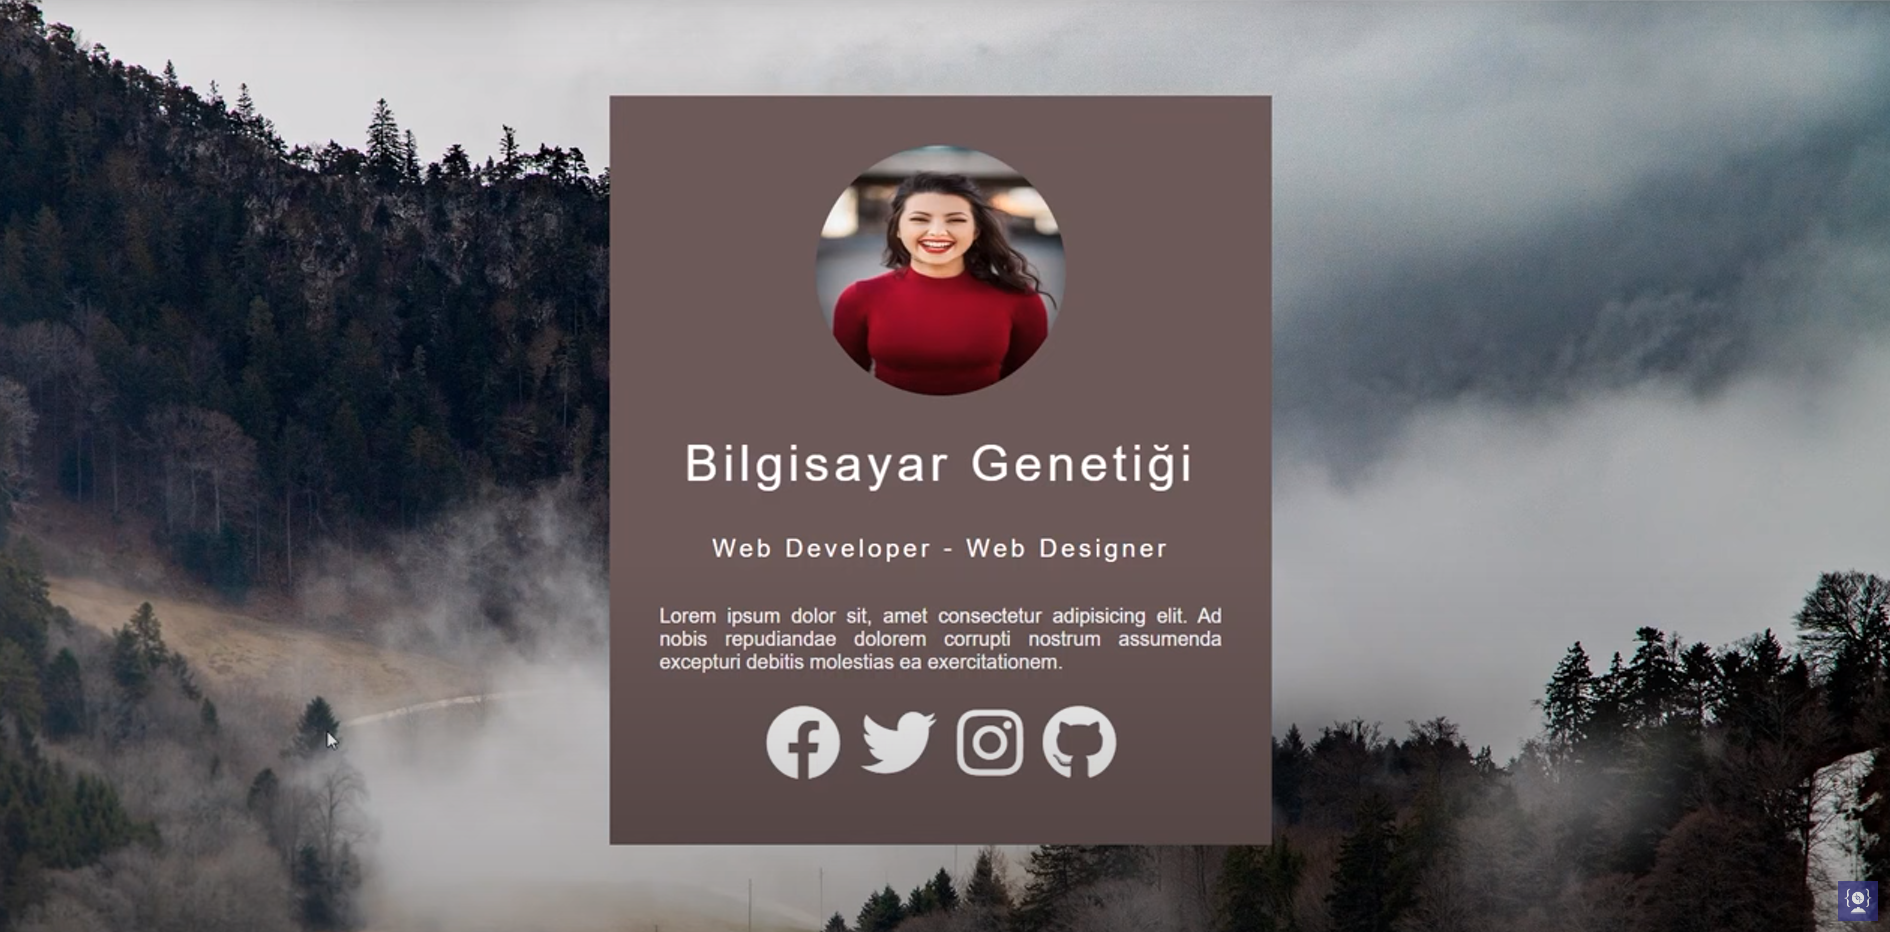 Bilgisayar Genetiği
Web Developer - Web Designer
Lorem ipsum dolor sit, amet consectetur adipisicing elit. Ad
nobis repudiandae dolorem corrupti nostrum assumenda
excepturi debitis molestias ea exercitationem.